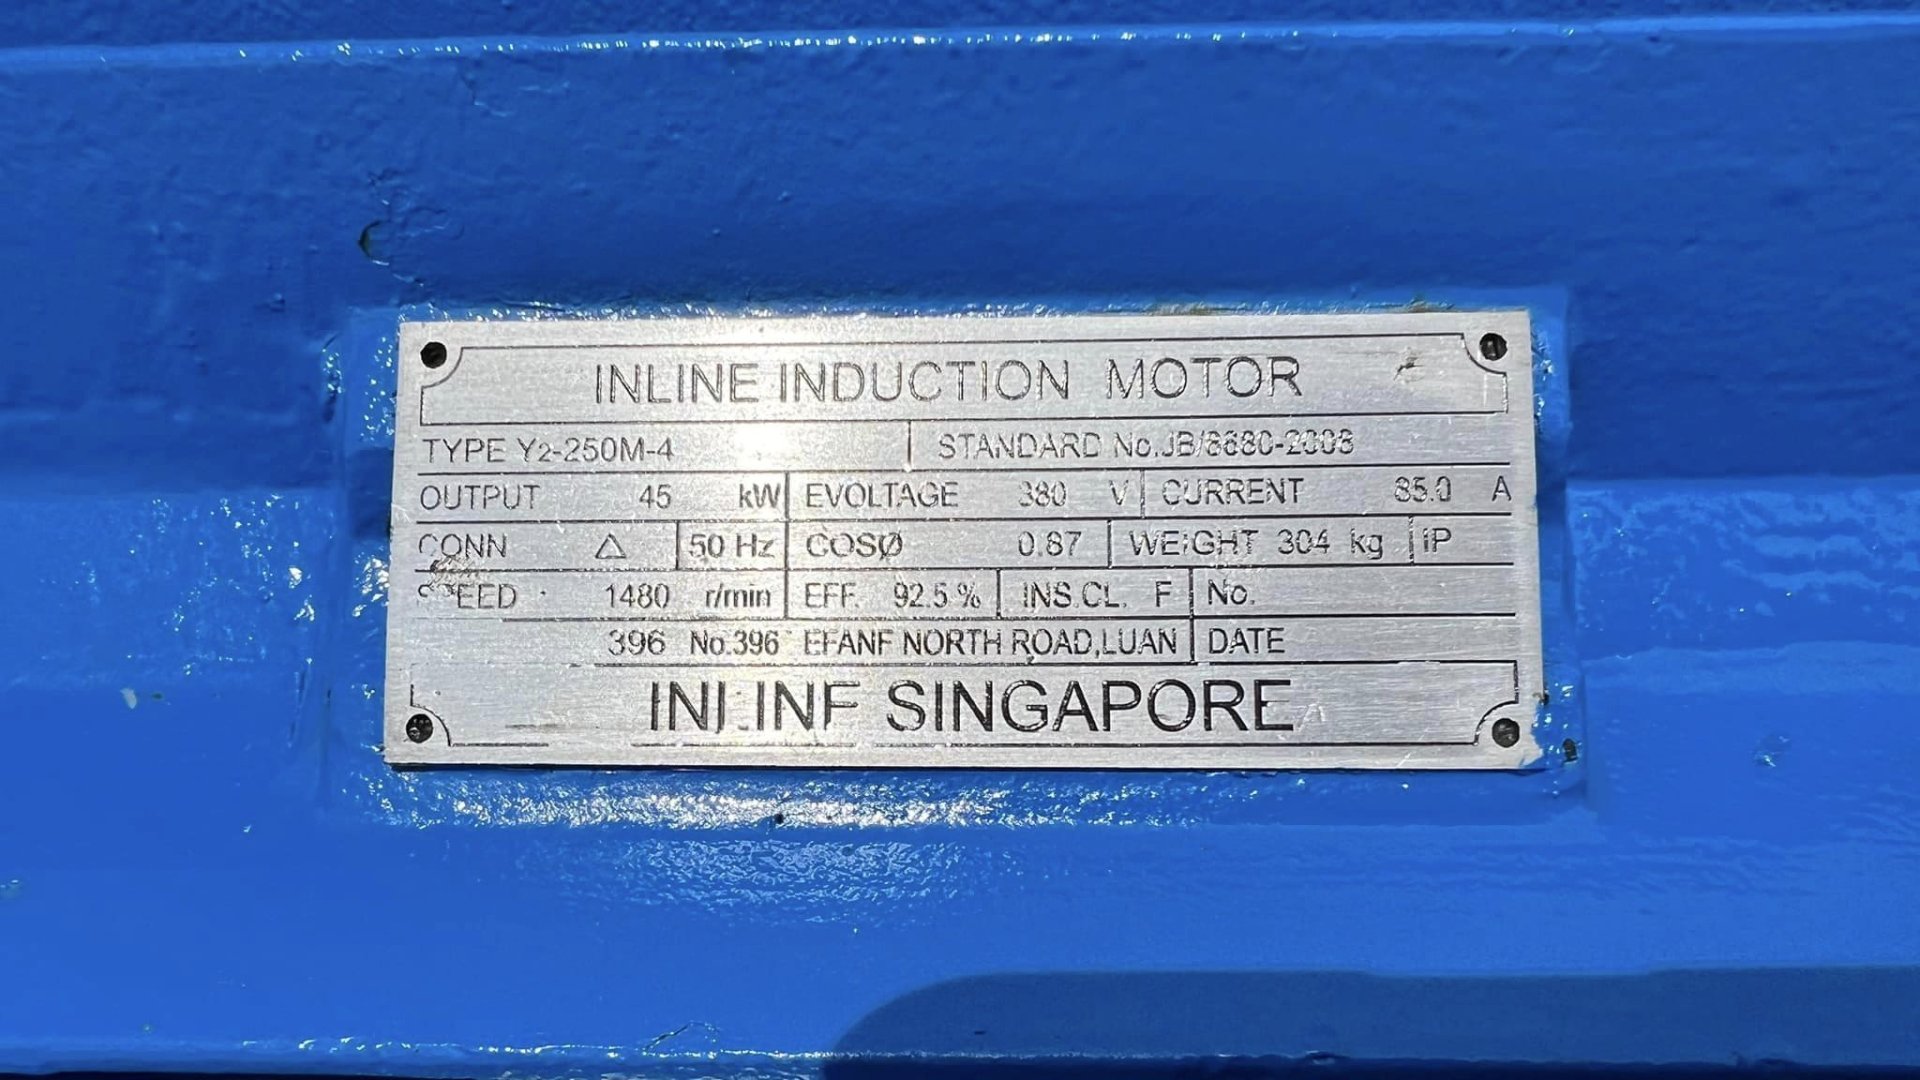 INLINE INDUCTION MOTOR
TYPE Y2-250M-4 STANDARD No.JB/8680-2008
OUTPUT 45 kW EVOLTAGE 380 V CURRENT 85.0 A
CONN △ 50 Hz COSØ 0.87 WEIGHT 304 kg IP
SPEED 1480 r/min EFF. 92.5 % INS.CL. F No.
396 No.396 EFANF NORTH ROAD,LUAN DATE
INLINE SINGAPORE